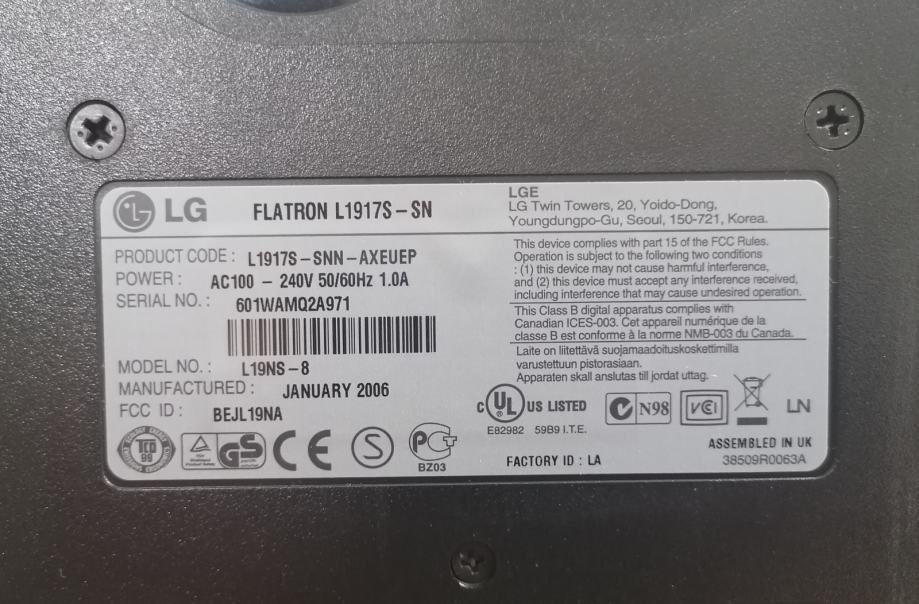 LG
FLATRON L1917S-SN
LGE
LG Twin Towers, 20, Yoido-Dong,
Youngdungpo-Gu, Seoul, 150-721, Korea.
PRODUCT CODE : L1917S-SNN-AXEUEP
POWER : AC100 - 240V 50/60Hz 1.0A
SERIAL NO. : 601WAMQ2A971
MODEL NO. : L19NS-8
MANUFACTURED : JANUARY 2006
FCC ID : BEJL19NA
This device complies with part 15 of the FCC Rules.
Operation is subject to the following two conditions
: (1) this device may not cause harmful interference,
and (2) this device must accept any interference received,
including interference that may cause undesired operation.
This Class B digital apparatus complies with
Canadian ICES-003. Cet appareil numérique de la
classe B est conforme à la norme NMB-003 du Canada.
Laite on liitettävä suojamaadoituskoskettimilla
varustettuun pistorasiaan.
Apparaten skall anslutas till jordat uttag.
C UL US LISTED
E82982 59B9 I.T.E.
N98
VCI
LN
TCO 99
GS
CE
S
PCT
BZ03
FACTORY ID : LA
ASSEMBLED IN UK
38509R0063A